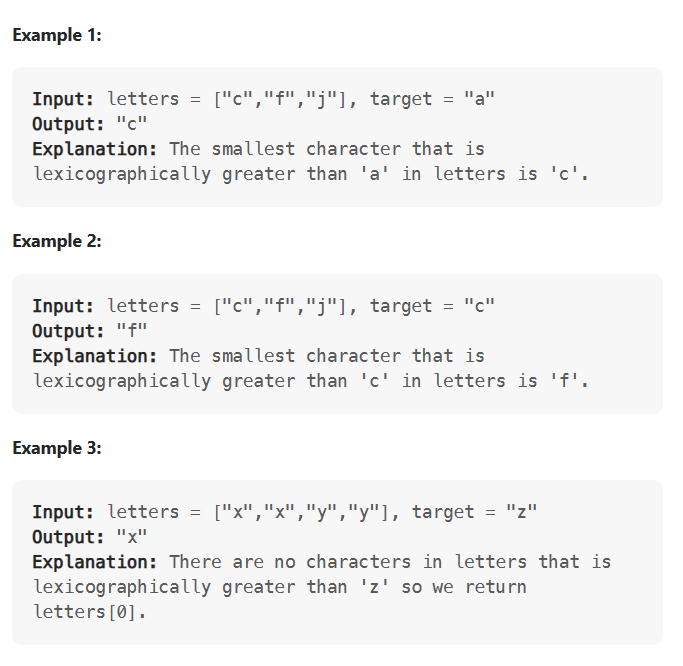 Example 1:
Input: letters = ["c","f","j"], target = "a"
Output: "c"
Explanation: The smallest character that is
lexicographically greater than 'a' in letters is 'c'.
Example 2:
Input: letters = ["c","f","j"], target = "c"
Output: "f"
Explanation: The smallest character that is
lexicographically greater than 'c' in letters is 'f'.
Example 3:
Input: letters = ["x","x","y","y"], target = "z"
Output: "x"
Explanation: There are no characters in letters that is
lexicographically greater than 'z' so we return
letters[0].